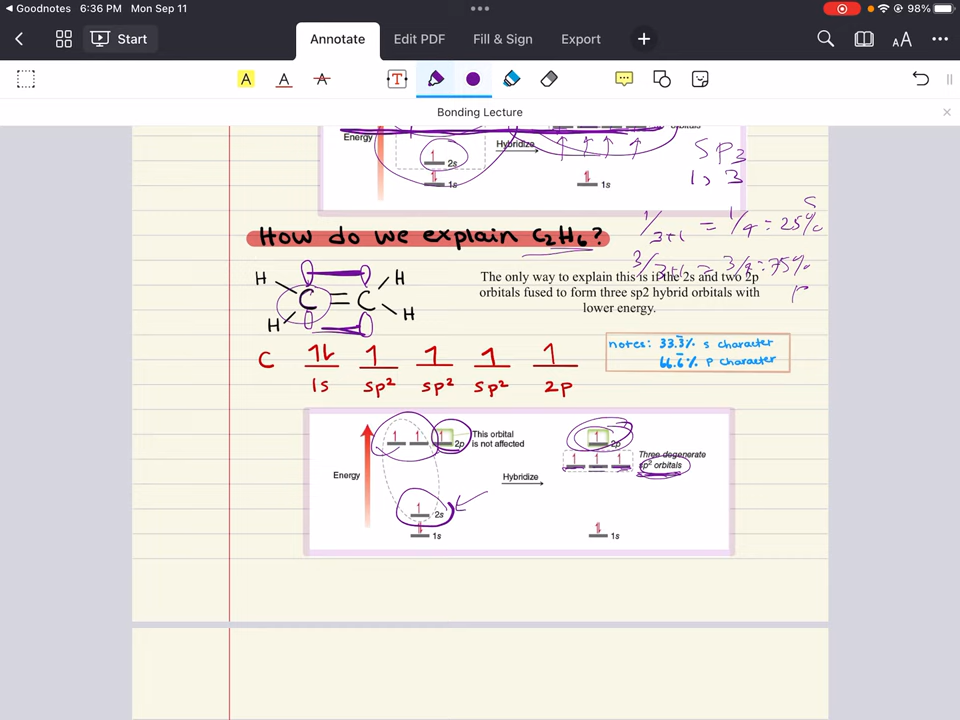 Goodnotes 6:36 PM Mon Sep 11 98%
Start Annotate Edit PDF Fill & Sign Export
A A A T
Bonding Lecture
Energy
1s
2s
Hybridize
1s
SP3
1, 3
1/3+1 = 1/4 = 25% S
3/3+1 = 3/4 = 75% P
How do we explain C2H6?
H H
C=C
H H
The only way to explain this is if the 2s and two 2p
orbitals fused to form three sp2 hybrid orbitals with
lower energy.
notes: 33.3% s character
66.6% p character
C
1s sp² sp² sp² 2p
Energy
2p
This orbital
is not affected
2s
1s
Hybridize
2p
Three degenerate
sp² orbitals
1s